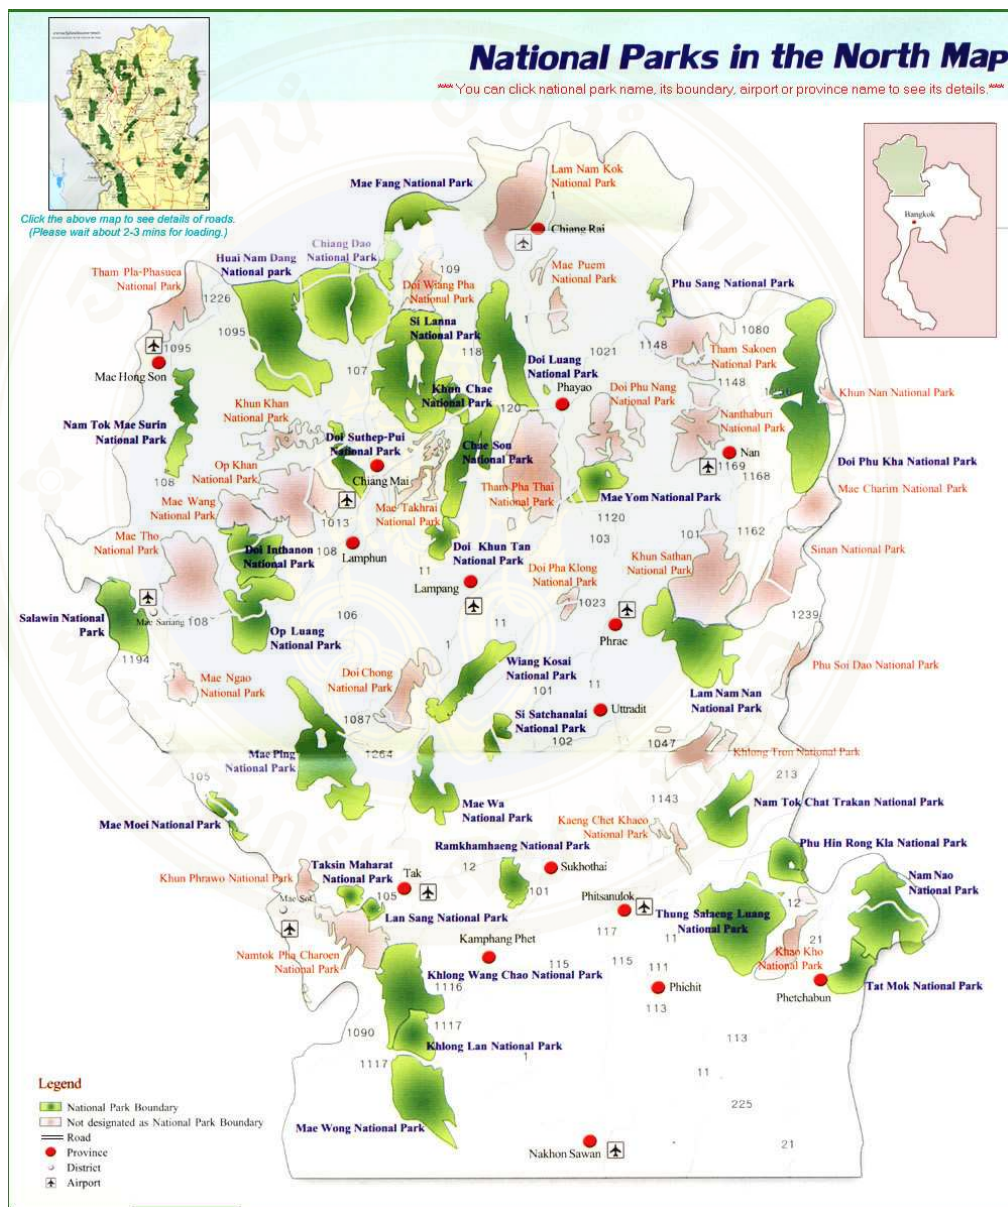 National Parks in the North Map
*** You can click national park name, its boundary, airport or province name to see its details.***
Click the above map to see details of roads.
(Please wait about 2-3 mins for loading.)
Bangkok
Lam Nam Kok
National Park
Mae Fang National Park
1
Chiang Rai
Chiang Dao
National Park
Huai Nam Dang
National park
Tham Pla-Phasuea
National Park
109
Mae Puem
National Park
Doi Wiang Pha
National Park
Phu Sang National Park
1226
1095
Si Lanna
National Park
1
1148
1080
1095
118
1021
Tham Sakoen
National Park
Mae Hong Son
107
Doi Luang
National Park
1148
Khun Chae
National Park
Phayao
Doi Phu Nang
National Park
Khun Nan National Park
Khun Khan
National Park
120
Nanthaburi
National Park
Nam Tok Mae Surin
National Park
Doi Suthep-Pui
National Park
Chae Son
National Park
Nan
Op Khan
National Park
Chiang Mai
1169
Doi Phu Kha National Park
108
Tham Pha Thai
National Park
1168
Mae Wang
National Park
Mae Takhrai
National Park
Mae Yom National Park
Mae Charim National Park
1013
1120
Mae Tho
National Park
Doi Inthanon
National Park
108
Lamphun
Doi Khun Tan
National Park
103
101
1162
Khun Sathan
National Park
Sinan National Park
11
Doi Pha Klong
National Park
Lampang
Salawin National
Park
Mae Sariang
108
106
1023
1239
11
Phrae
Op Luang
National Park
1194
1
Wiang Kosai
National Park
Phu Soi Dao National Park
Mae Ngao
National Park
Doi Chong
National Park
101
11
Lam Nam Nan
National Park
1087
Si Satchanalai
National Park
Uttradit
102
1047
Khlong Tron National Park
Mae Ping
National Park
1264
105
213
Mae Wa
National Park
1143
Nam Tok Chat Trakan National Park
Mae Moei National Park
Kaeng Chet Khaeo
National Park
Ramkhamhaeng National Park
Phu Hin Rong Kla National Park
Taksin Maharat
National Park
12
Sukhothai
Khun Phrawo National Park
Tak
Nam Nao
National Park
105
101
Phitsanulok
12
Mae Sot
Lan Sang National Park
Thung Salaeng Luang
National Park
117
11
21
Kamphang Phet
Namtok Pha Charoen
National Park
Khao Kho
National Park
115
115
Khlong Wang Chao National Park
111
Phetchabun
Tat Mok National Park
1116
Phichit
113
1117
1090
113
Khlong Lan National Park
1
1117
11
225
Mae Wong National Park
Nakhon Sawan
21
Legend
National Park Boundary
Not designated as National Park Boundary
Road
Province
District
Airport